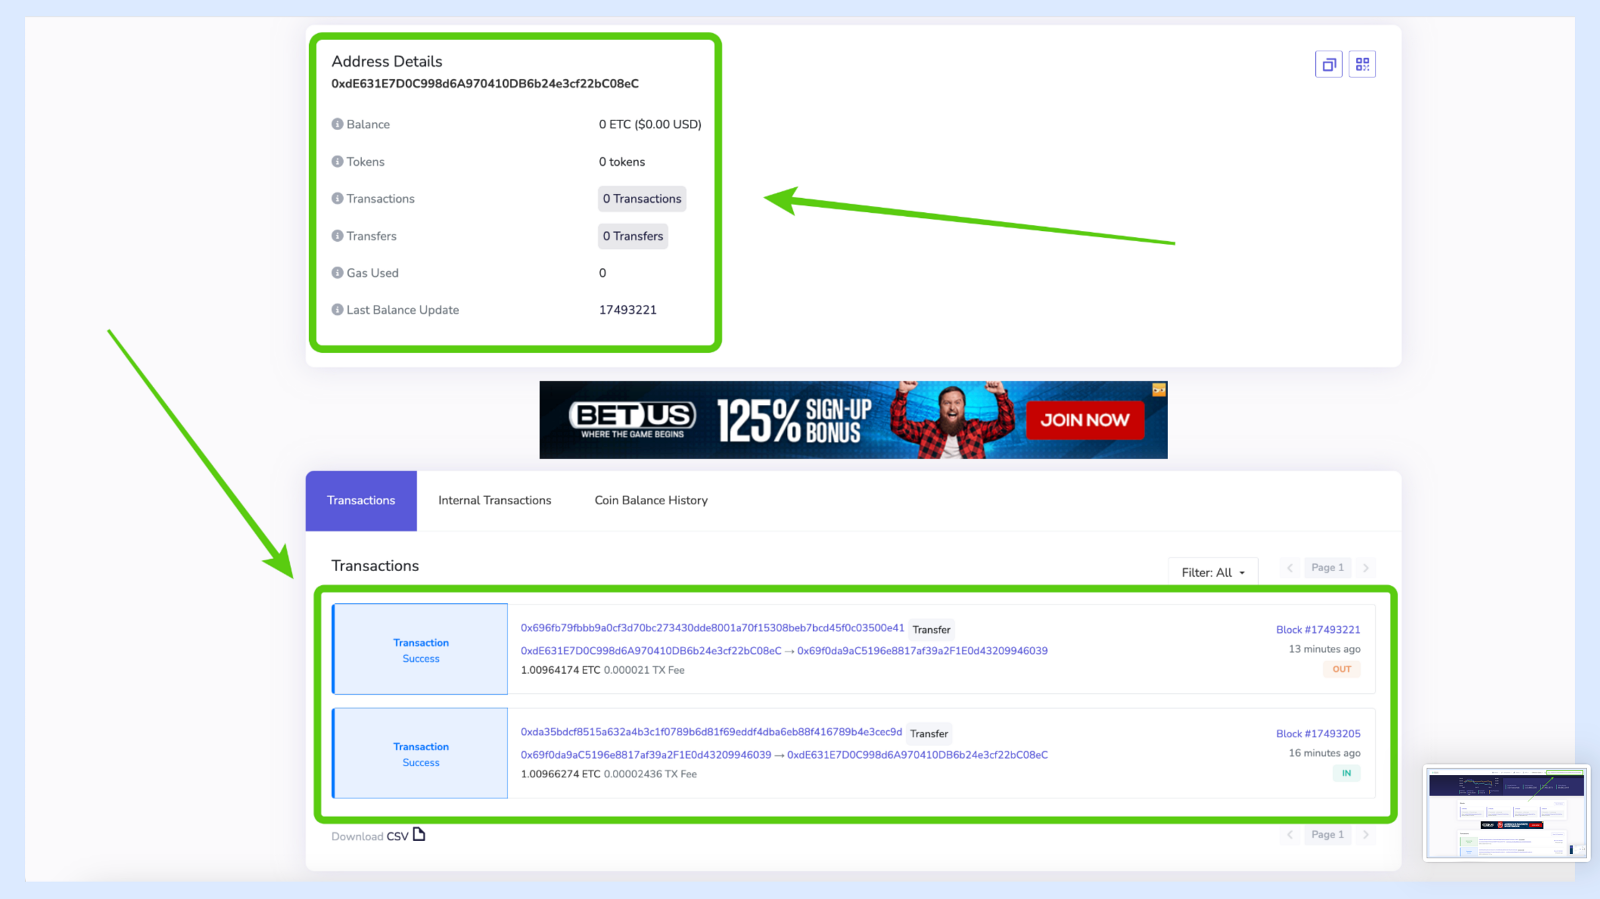 Address Details
0xdE631E7D0C998d6A970410DB6b24e3cf22bC08eC
Balance 0 ETC ($0.00 USD)
Tokens 0 tokens
Transactions 0 Transactions
Transfers 0 Transfers
Gas Used 0
Last Balance Update 17493221
BETUS
WHERE THE GAME BEGINS
125% SIGN-UP BONUS
JOIN NOW
Transactions Internal Transactions Coin Balance History
Transactions
Filter: All
Page 1
Transaction
Success
0x696fb79fbbb9a0cf3d70bc273430dde8001a70f15308beb7bcd45f0c03500e41 Transfer
0xdE631E7D0C998d6A970410DB6b24e3cf22bC08eC → 0x69f0da9aC5196e8817af39a2F1E0d43209946039
1.00964174 ETC 0.000021 TX Fee
Block #17493221
13 minutes ago
OUT
Transaction
Success
0xda35bdcf8515a632a4b3c1f0789b6d81f69eddf4dba6eb88f416789b4e3cec9d Transfer
0x69f0da9aC5196e8817af39a2F1E0d43209946039 → 0xdE631E7D0C998d6A970410DB6b24e3cf22bC08eC
1.00966274 ETC 0.00002436 TX Fee
Block #17493205
16 minutes ago
IN
Download CSV
Page 1